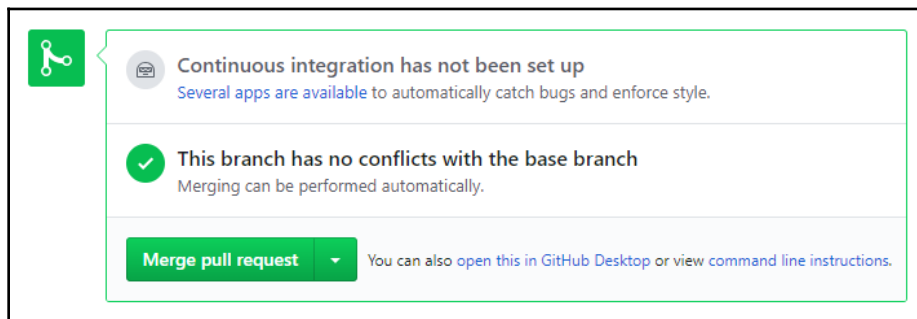 Continuous integration has not been set up
Several apps are available to automatically catch bugs and enforce style.
This branch has no conflicts with the base branch
Merging can be performed automatically.
Merge pull request You can also open this in GitHub Desktop or view command line instructions.